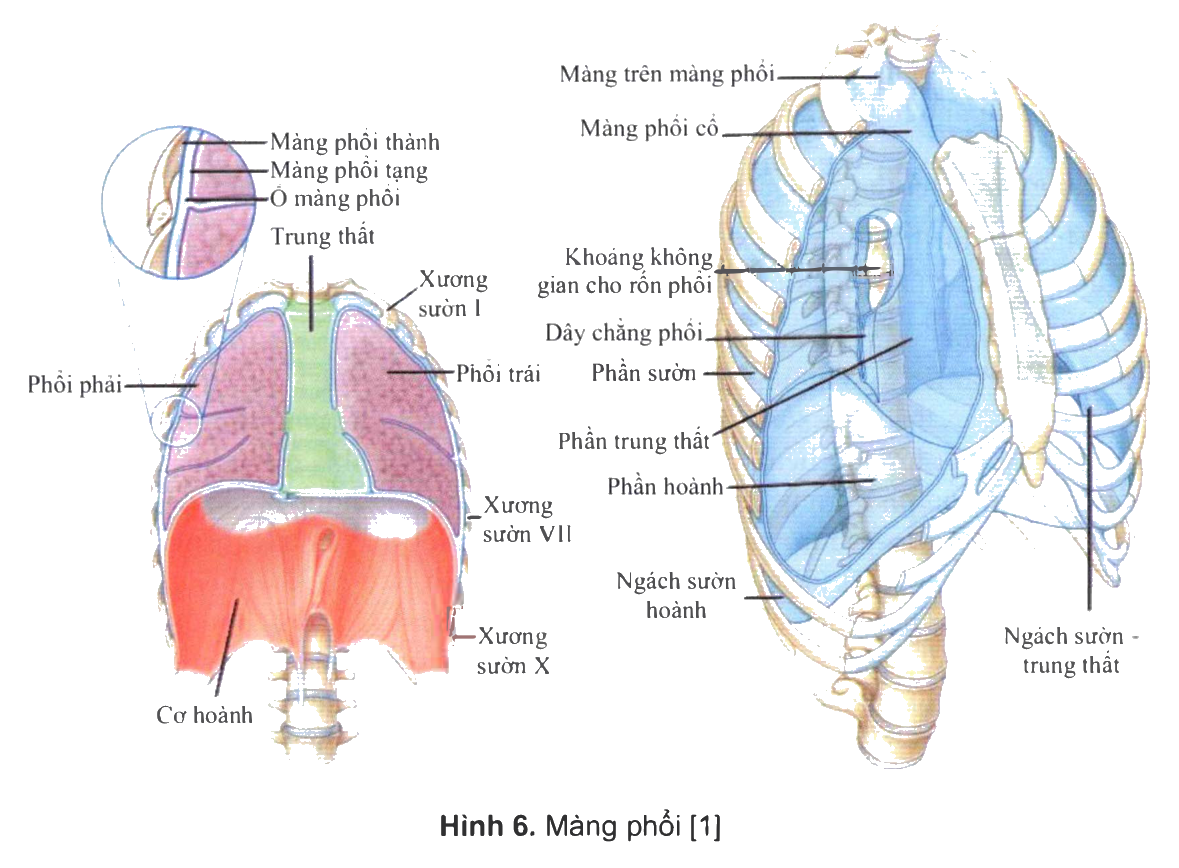 Màng phổi thành
Màng phổi tạng
Ổ màng phổi
Trung thất
Xương
sườn I
Phổi phải
Phổi trái
Xương
sườn VII
Xương
sườn X
Cơ hoành
Màng trên màng phổi
Màng phổi cổ
Khoảng không
gian cho rốn phổi
Dây chằng phổi
Phần sườn
Phần trung thất
Phần hoành
Ngách sườn
hoành
Ngách sườn -
trung thất
Hình 6. Màng phổi [1]